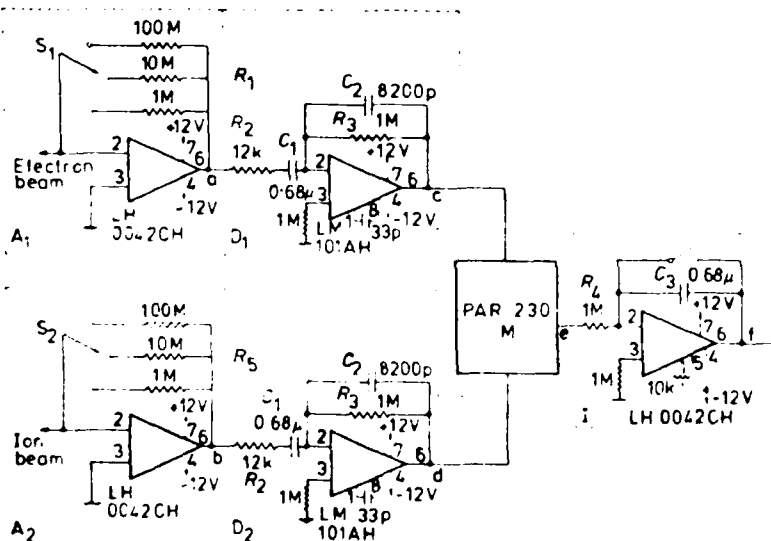 100M
S1
10M
R1
1M
+12V
R2
C1
C2
8200p
1M
R3
+12V
2
7
6
12k
2
7
6
a
c
Electron
beam
3
4
-12V
0.68μ
3
4
8
-12V
1M
33p
LH
0042CH
LM
101AH
A1
D1
PAR 230
M
e
R4
1M
C3
0.68μ
+12V
2
7
6
f
3
5
4
1M
10k
-12V
I
LH 0042CH
100M
S2
10M
R5
1M
+12V
C1
0.68μ
C2
8200p
R3
1M
+12V
2
7
6
b
12k
R2
2
7
6
d
Ion
beam
3
4
-12V
3
4
8
-12V
1M
33p
LH
0042CH
LM
101AH
A2
D2